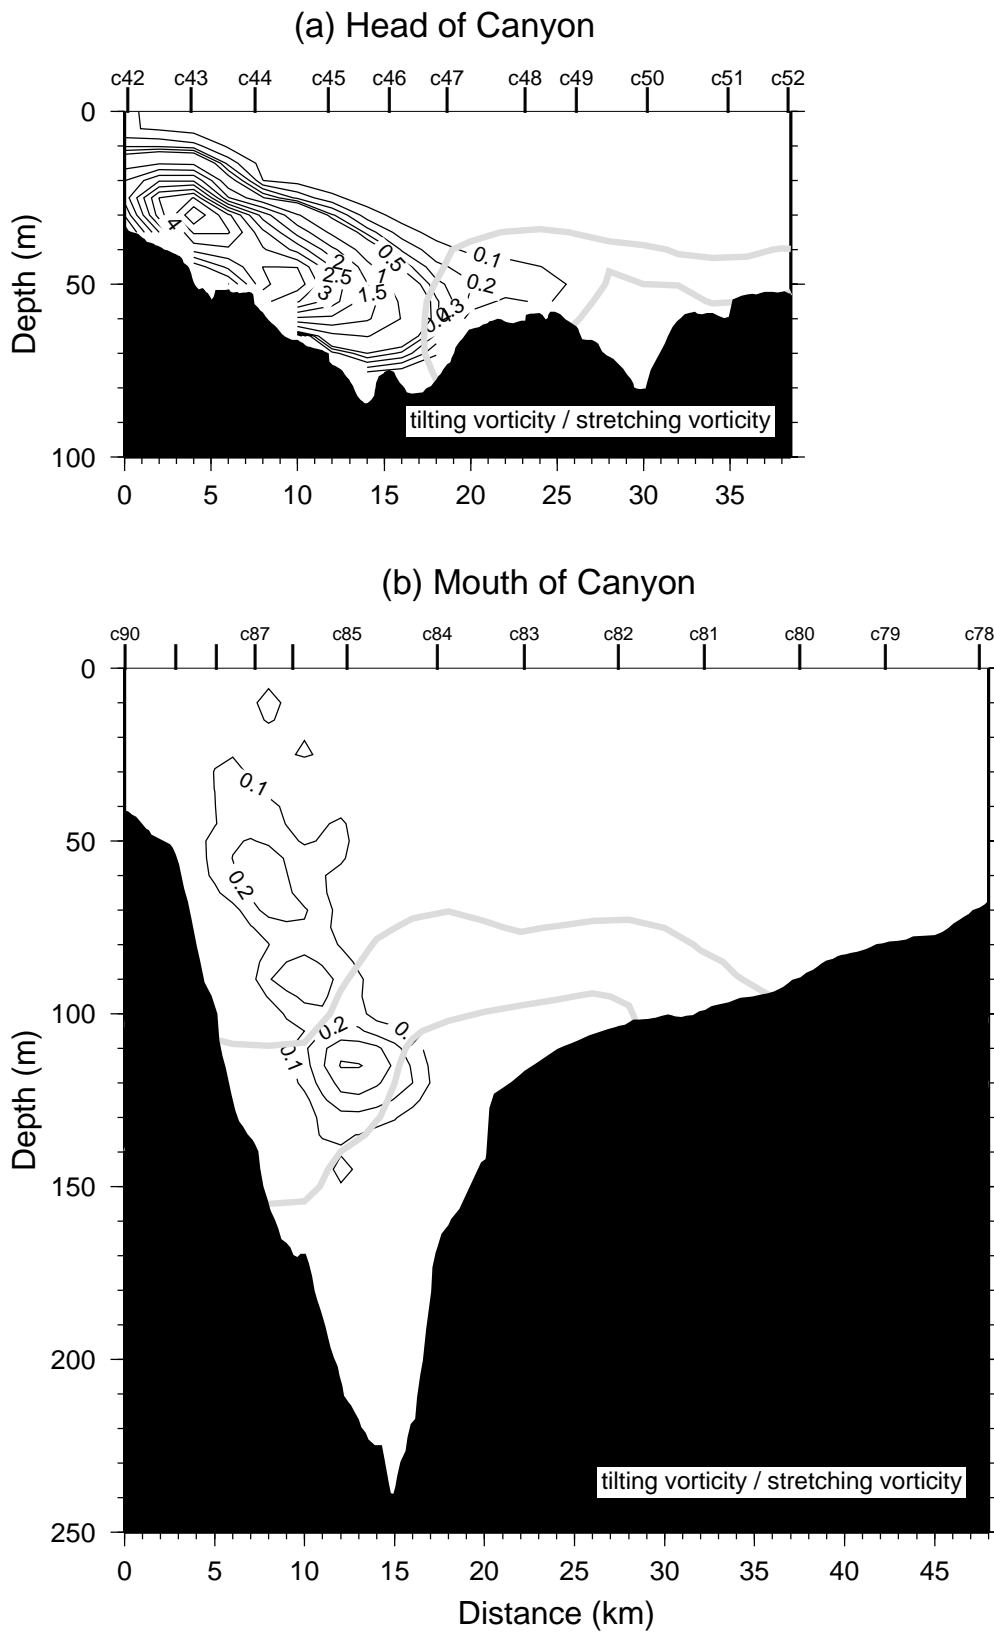 (a) Head of Canyon
c42 c43 c44 c45 c46 c47 c48 c49 c50 c51 c52
0
50
100
Depth (m)
4
2
2.5
3
1
1.5
0.5
0.1
0.2
0.3
0.4
tilting vorticity / stretching vorticity
0 5 10 15 20 25 30 35
(b) Mouth of Canyon
c90 c87 c85 c84 c83 c82 c81 c80 c79 c78
0
50
100
150
200
250
Depth (m)
0.1
0.2
0.2
0.
0.1
tilting vorticity / stretching vorticity
0 5 10 15 20 25 30 35 40 45
Distance (km)